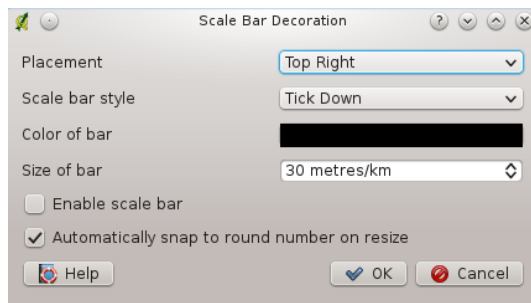 Scale Bar Decoration
Placement Top Right
Scale bar style Tick Down
Color of bar
Size of bar 30 metres/km
Enable scale bar
Automatically snap to round number on resize
Help OK Cancel